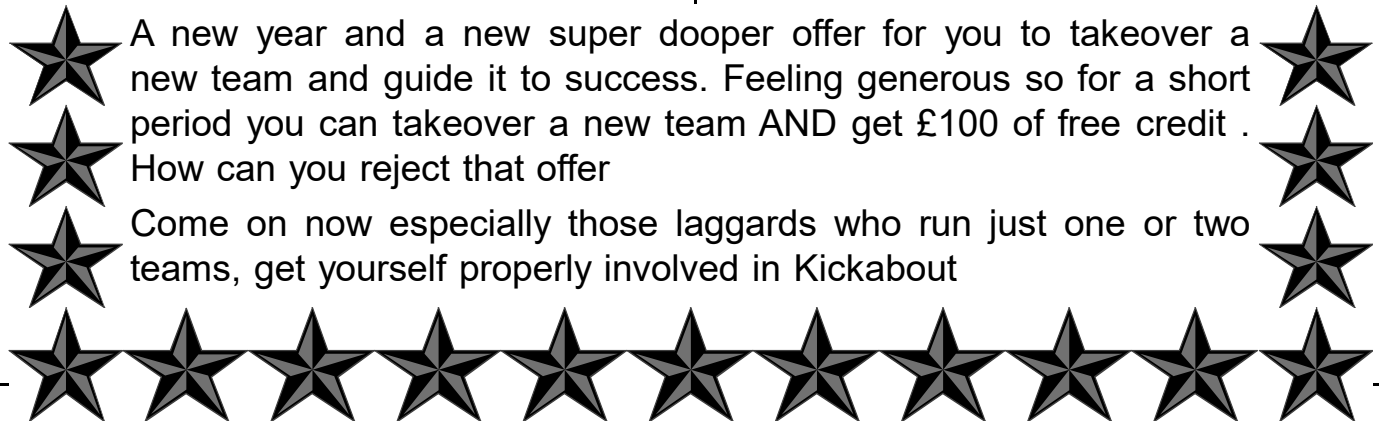 A new year and a new super dooper offer for you to takeover a
new team and guide it to success. Feeling generous so for a short
period you can takeover a new team AND get £100 of free credit .
How can you reject that offer
Come on now especially those laggards who run just one or two
teams, get yourself properly involved in Kickabout